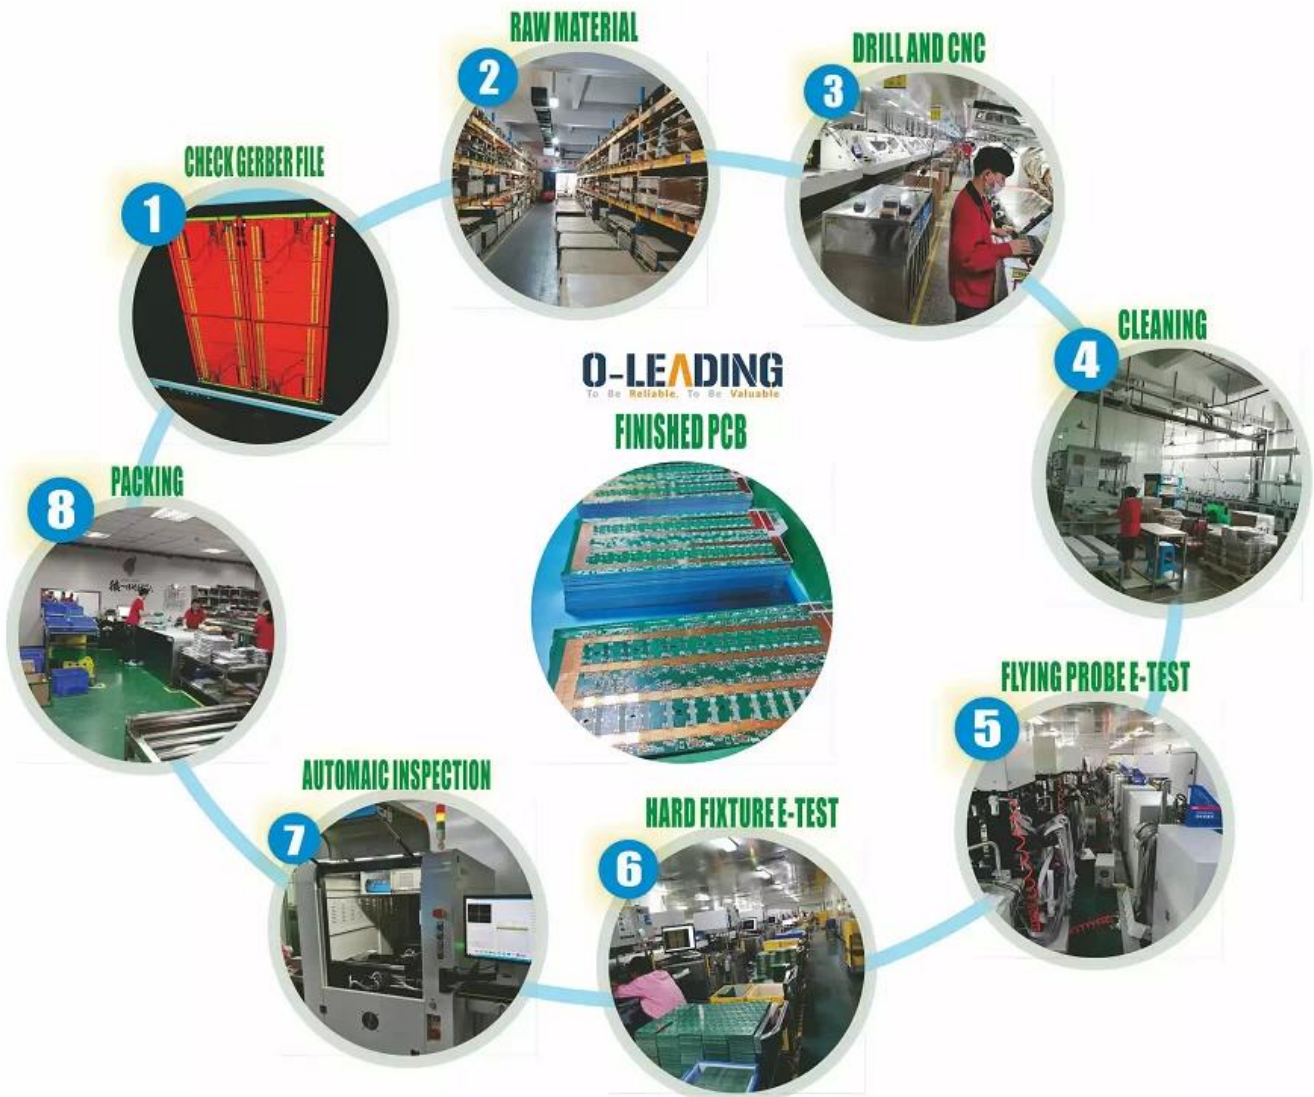 1
CHECK GERBER FILE
2
RAW MATERIAL
3
DRILL AND CNC
4
CLEANING
5
FLYING PROBE E-TEST
6
HARD FIXTURE E-TEST
7
AUTOMAIC INSPECTION
8
PACKING
O-LEADING
To Be Reliable, To Be Valuable
FINISHED PCB